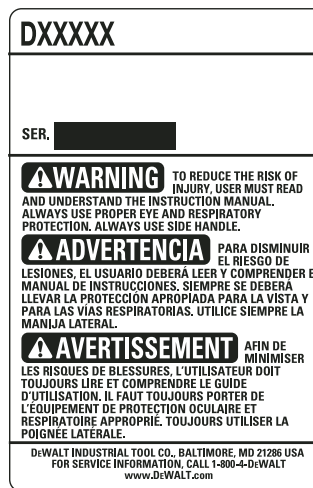 DXXXXX
SER.
WARNING TO REDUCE THE RISK OF
INJURY, USER MUST READ
AND UNDERSTAND THE INSTRUCTION MANUAL.
ALWAYS USE PROPER EYE AND RESPIRATORY
PROTECTION. ALWAYS USE SIDE HANDLE.
ADVERTENCIA PARA DISMINUIR
EL RIESGO DE
LESIONES, EL USUARIO DEBERÁ LEER Y COMPRENDER
MANUAL DE INSTRUCCIONES. SIEMPRE SE DEBERÁ
LLEVAR LA PROTECCIÓN APROPIADA PARA LA VISTA Y
PARA LAS VÍAS RESPIRATORIAS. UTILICE SIEMPRE LA
MANIJA LATERAL.
AVERTISSEMENT AFIN DE
MINIMISER
LES RISQUES DE BLESSURES, L'UTILISATEUR DOIT
TOUJOURS LIRE ET COMPRENDRE LE GUIDE
D'UTILISATION. IL FAUT TOUJOURS PORTER DE
L'ÉQUIPEMENT DE PROTECTION OCULAIRE ET
RESPIRATOIRE APPROPRIÉ. TOUJOURS UTILISER LA
POIGNÉE LATÉRALE.
DEWALT INDUSTRIAL TOOL CO., BALTIMORE, MD 21286 USA
FOR SERVICE INFORMATION, CALL 1-800-4-DEWALT
www.DEWALT.com